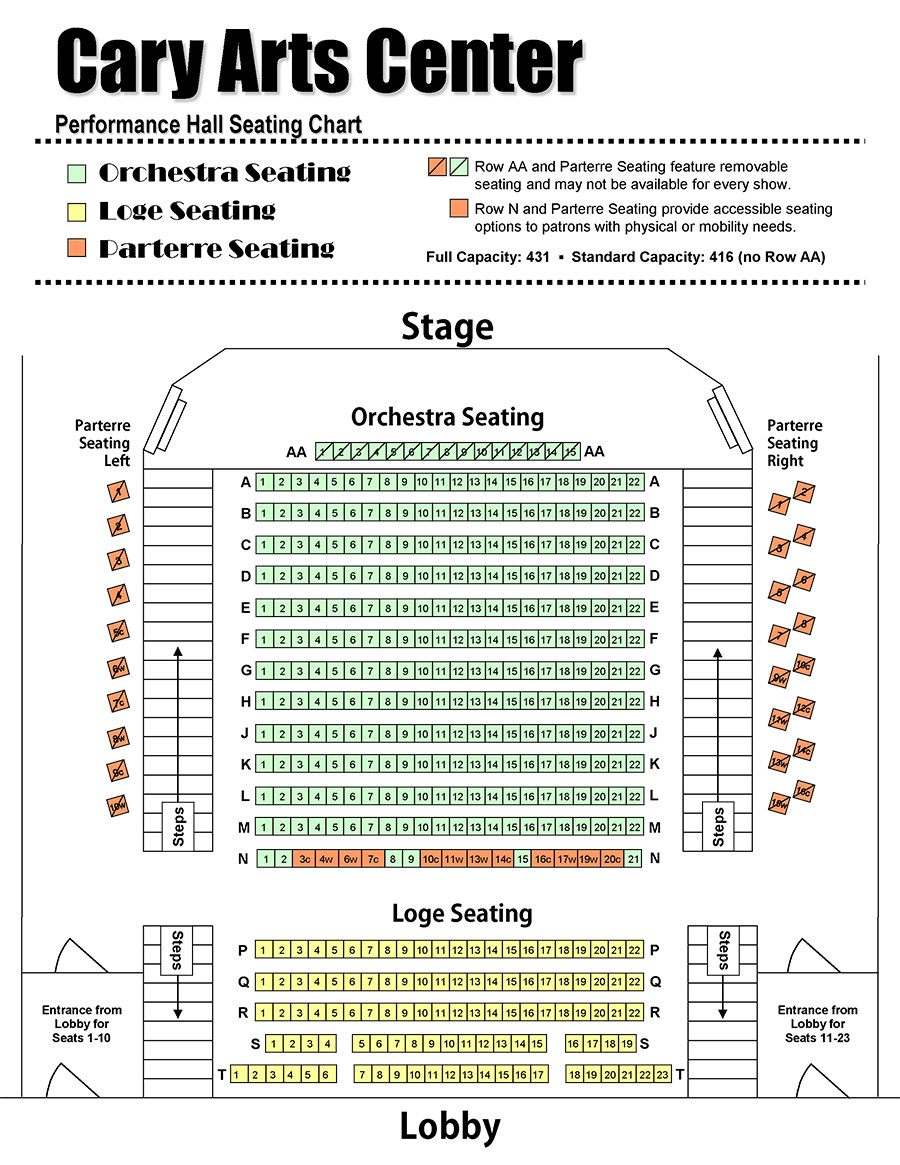 Cary Arts Center
Performance Hall Seating Chart
Orchestra Seating
Loge Seating
Parterre Seating
Row AA and Parterre Seating feature removable
seating and may not be available for every show.
Row N and Parterre Seating provide accessible seating
options to patrons with physical or mobility needs.
Full Capacity: 431 ▪ Standard Capacity: 416 (no Row AA)
Stage
Orchestra Seating
Parterre
Seating
Left
Parterre
Seating
Right
AA 1 2 3 4 5 6 7 8 9 10 11 12 13 14 15 AA
A 1 2 3 4 5 6 7 8 9 10 11 12 13 14 15 16 17 18 19 20 21 22 A
B 1 2 3 4 5 6 7 8 9 10 11 12 13 14 15 16 17 18 19 20 21 22 B
C 1 2 3 4 5 6 7 8 9 10 11 12 13 14 15 16 17 18 19 20 21 22 C
D 1 2 3 4 5 6 7 8 9 10 11 12 13 14 15 16 17 18 19 20 21 22 D
E 1 2 3 4 5 6 7 8 9 10 11 12 13 14 15 16 17 18 19 20 21 22 E
F 1 2 3 4 5 6 7 8 9 10 11 12 13 14 15 16 17 18 19 20 21 22 F
G 1 2 3 4 5 6 7 8 9 10 11 12 13 14 15 16 17 18 19 20 21 22 G
H 1 2 3 4 5 6 7 8 9 10 11 12 13 14 15 16 17 18 19 20 21 22 H
J 1 2 3 4 5 6 7 8 9 10 11 12 13 14 15 16 17 18 19 20 21 22 J
K 1 2 3 4 5 6 7 8 9 10 11 12 13 14 15 16 17 18 19 20 21 22 K
L 1 2 3 4 5 6 7 8 9 10 11 12 13 14 15 16 17 18 19 20 21 22 L
M 1 2 3 4 5 6 7 8 9 10 11 12 13 14 15 16 17 18 19 20 21 22 M
N 1 2 3c 4w 6w 7c 8 9 10c 11w 13w 14c 15 16c 17w 19w 20c 21 N
1
2
3
4
5c
6w
7c
8w
9c
10w
1 2
3 4
5 6
7 8
9w 10c
11w 12c
13w 14c
15w 16c
Steps
Steps
Loge Seating
Steps
Steps
P 1 2 3 4 5 6 7 8 9 10 11 12 13 14 15 16 17 18 19 20 21 22 P
Q 1 2 3 4 5 6 7 8 9 10 11 12 13 14 15 16 17 18 19 20 21 22 Q
R 1 2 3 4 5 6 7 8 9 10 11 12 13 14 15 16 17 18 19 20 21 22 R
S 1 2 3 4 5 6 7 8 9 10 11 12 13 14 15 16 17 18 19 S
T 1 2 3 4 5 6 7 8 9 10 11 12 13 14 15 16 17 18 19 20 21 22 23 T
Entrance from
Lobby for
Seats 1-10
Entrance from
Lobby for
Seats 11-23
Lobby